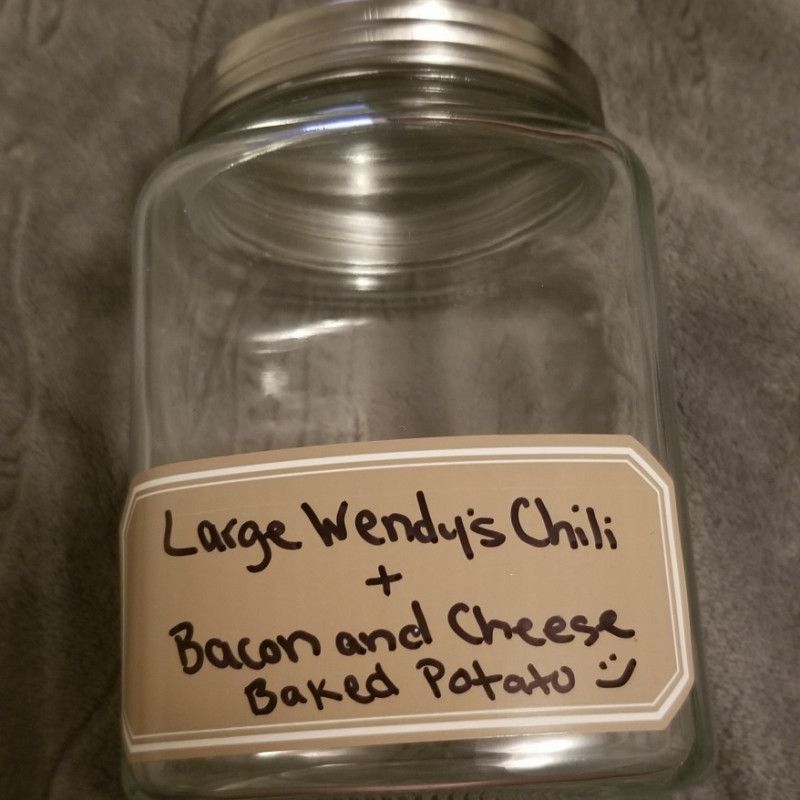 Large Wendy's Chili
+
Bacon and Cheese
Baked Potato :)